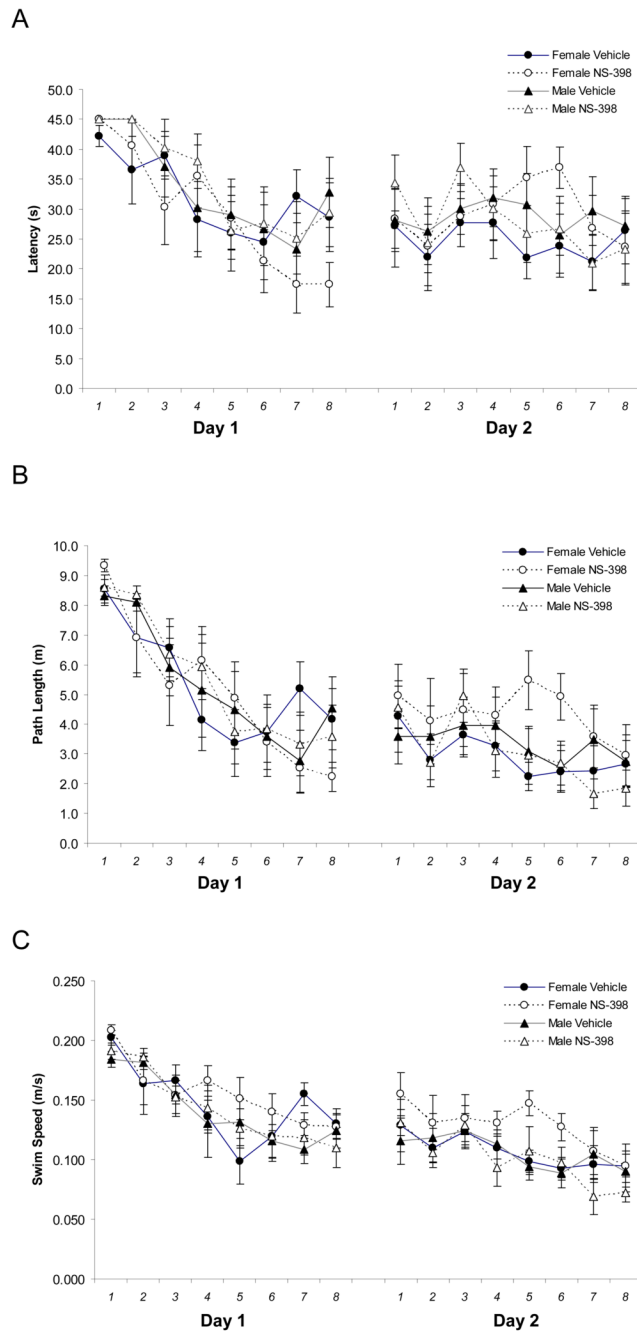 A
Female Vehicle
Female NS-398
Male Vehicle
Male NS-398
Latency (s)
50.0
45.0
40.0
35.0
30.0
25.0
20.0
15.0
10.0
5.0
0.0
1 2 3 4 5 6 7 8 1 2 3 4 5 6 7 8
Day 1 Day 2
B
Female Vehicle
Female NS-398
Male Vehicle
Male NS-398
Path Length (m)
10.0
9.0
8.0
7.0
6.0
5.0
4.0
3.0
2.0
1.0
0.0
1 2 3 4 5 6 7 8 1 2 3 4 5 6 7 8
Day 1 Day 2
C
Female Vehicle
Female NS-398
Male Vehicle
Male NS-398
Swim Speed (m/s)
0.250
0.200
0.150
0.100
0.050
0.000
1 2 3 4 5 6 7 8 1 2 3 4 5 6 7 8
Day 1 Day 2